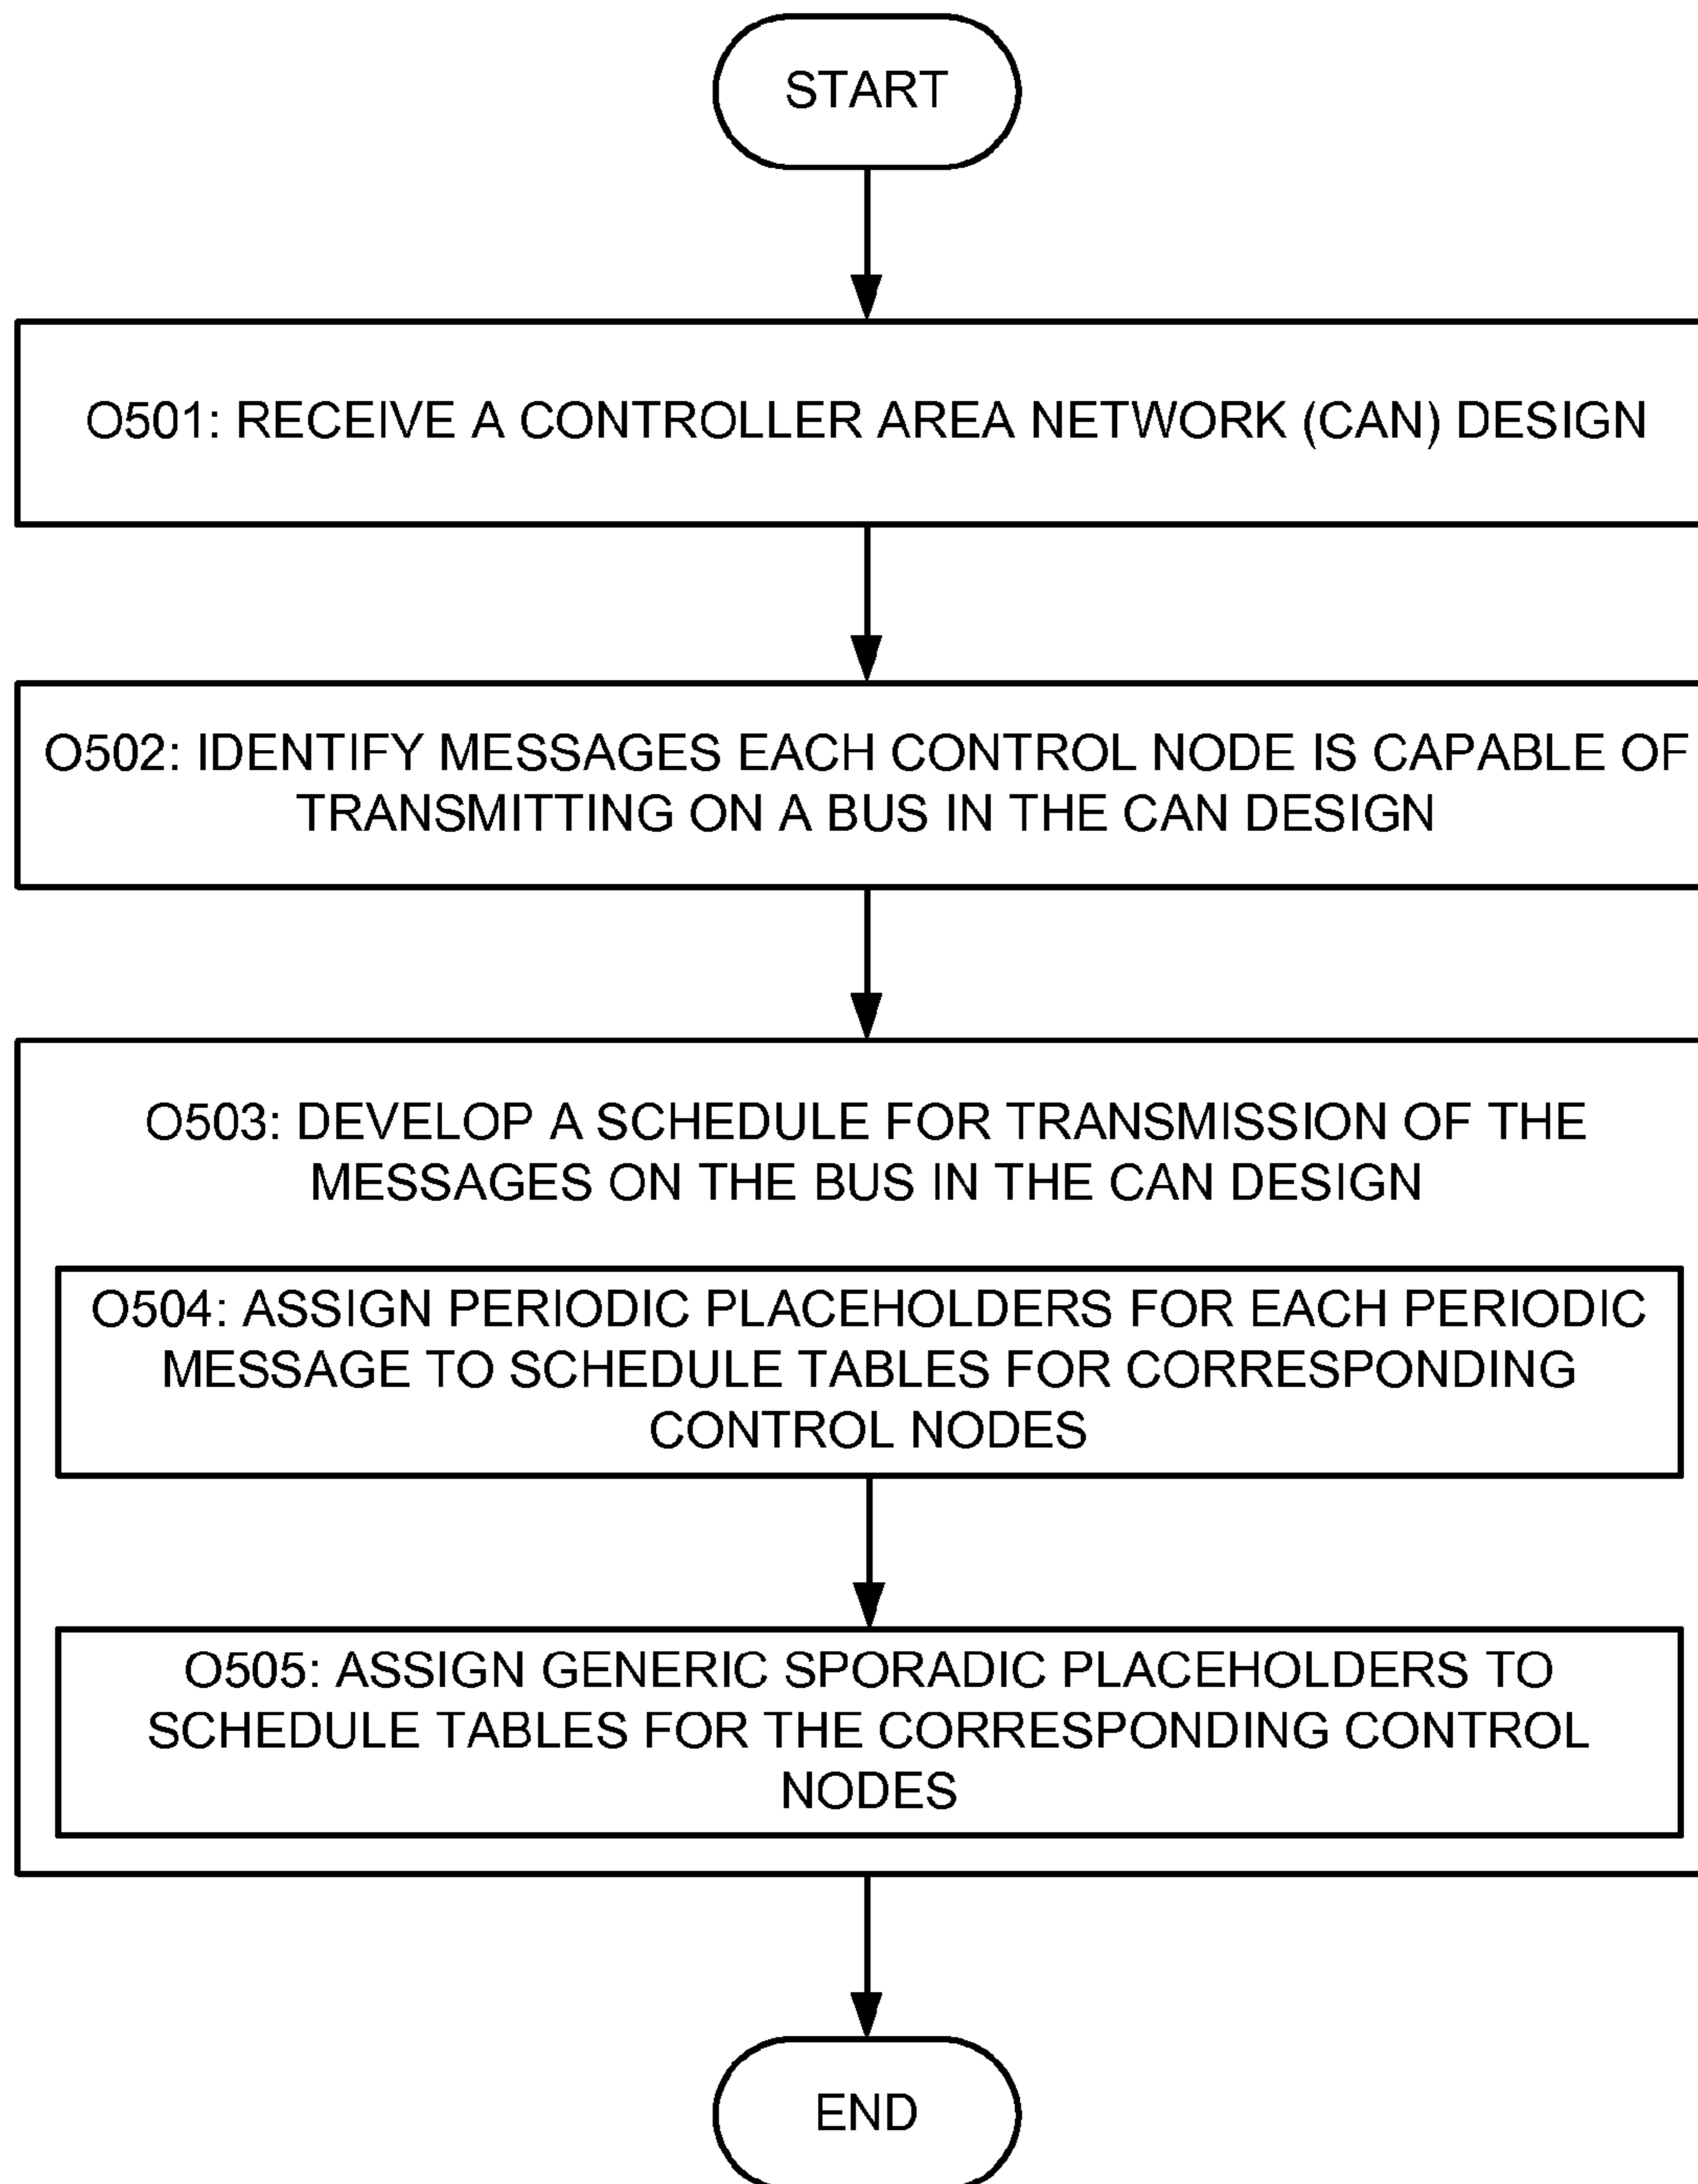 START
O501: RECEIVE A CONTROLLER AREA NETWORK (CAN) DESIGN
O502: IDENTIFY MESSAGES EACH CONTROL NODE IS CAPABLE OF
TRANSMITTING ON A BUS IN THE CAN DESIGN
O503: DEVELOP A SCHEDULE FOR TRANSMISSION OF THE
MESSAGES ON THE BUS IN THE CAN DESIGN
O504: ASSIGN PERIODIC PLACEHOLDERS FOR EACH PERIODIC
MESSAGE TO SCHEDULE TABLES FOR CORRESPONDING
CONTROL NODES
O505: ASSIGN GENERIC SPORADIC PLACEHOLDERS TO
SCHEDULE TABLES FOR THE CORRESPONDING CONTROL
NODES
END